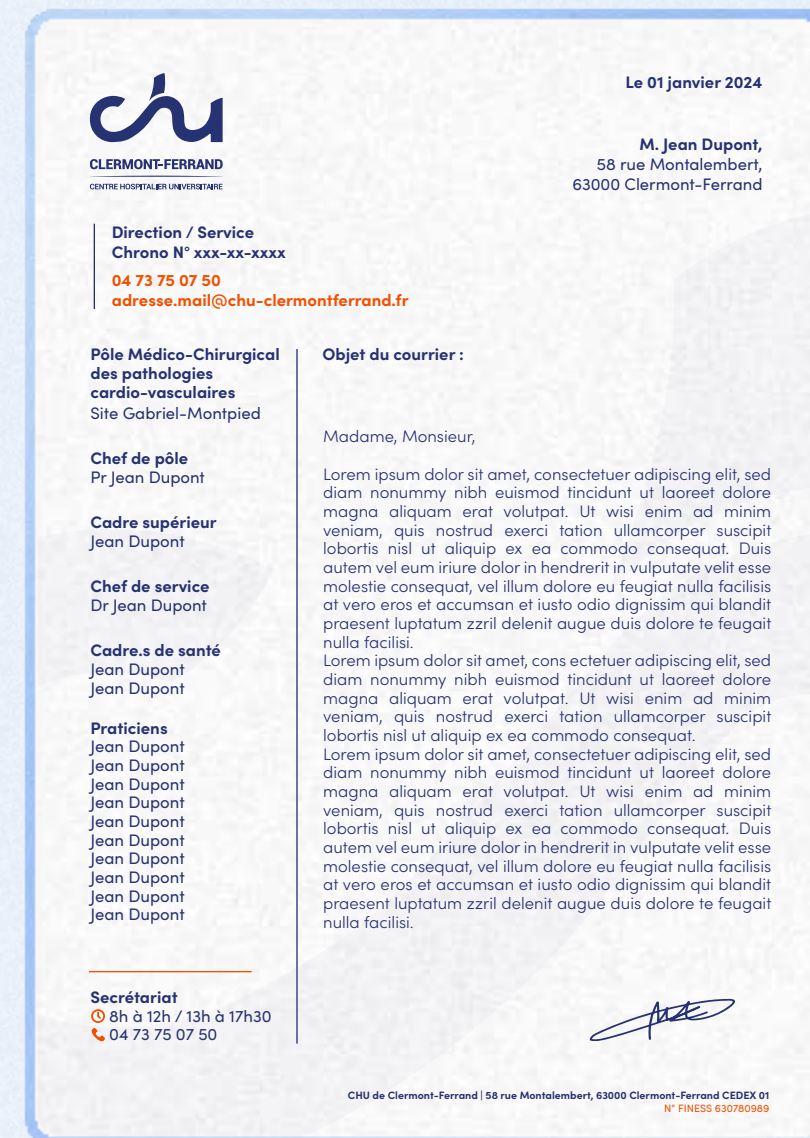 chu
CLERMONT-FERRAND
CENTRE HOSPITALIER UNIVERSITAIRE
Le 01 janvier 2024
M. Jean Dupont,
58 rue Montalembert,
63000 Clermont-Ferrand
Direction / Service
Chrono N° xxx-xx-xxxx
04 73 75 07 50
adresse.mail@chu-clermontferrand.fr
Pôle Médico-Chirurgical
des pathologies
cardio-vasculaires
Site Gabriel-Montpied
Chef de pôle
Pr Jean Dupont
Cadre supérieur
Jean Dupont
Chef de service
Dr Jean Dupont
Cadre.s de santé
Jean Dupont
Jean Dupont
Praticiens
Jean Dupont
Jean Dupont
Jean Dupont
Jean Dupont
Jean Dupont
Jean Dupont
Jean Dupont
Jean Dupont
Jean Dupont
Jean Dupont
Secrétariat
8h à 12h / 13h à 17h30
04 73 75 07 50
Objet du courrier :
Madame, Monsieur,
Lorem ipsum dolor sit amet, consectetuer adipiscing elit, sed
diam nonummy nibh euismod tincidunt ut laoreet dolore
magna aliquam erat volutpat. Ut wisi enim ad minim
veniam, quis nostrud exerci tation ullamcorper suscipit
lobortis nisl ut aliquip ex ea commodo consequat. Duis
autem vel eum iriure dolor in hendrerit in vulputate velit esse
molestie consequat, vel illum dolore eu feugiat nulla facilisis
at vero eros et accumsan et iusto odio dignissim qui blandit
praesent luptatum zzril delenit augue duis dolore te feugait
nulla facilisi.
Lorem ipsum dolor sit amet, cons ectetuer adipiscing elit, sed
diam nonummy nibh euismod tincidunt ut laoreet dolore
magna aliquam erat volutpat. Ut wisi enim ad minim
veniam, quis nostrud exerci tation ullamcorper suscipit
lobortis nisl ut aliquip ex ea commodo consequat.
Lorem ipsum dolor sit amet, consectetuer adipiscing elit, sed
diam nonummy nibh euismod tincidunt ut laoreet dolore
magna aliquam erat volutpat. Ut wisi enim ad minim
veniam, quis nostrud exerci tation ullamcorper suscipit
lobortis nisl ut aliquip ex ea commodo consequat. Duis
autem vel eum iriure dolor in hendrerit in vulputate velit esse
molestie consequat, vel illum dolore eu feugiat nulla facilisis
at vero eros et accumsan et iusto odio dignissim qui blandit
praesent luptatum zzril delenit augue duis dolore te feugait
nulla facilisi.
CHU de Clermont-Ferrand | 58 rue Montalembert, 63000 Clermont-Ferrand CEDEX 01
N° FINESS 630780989